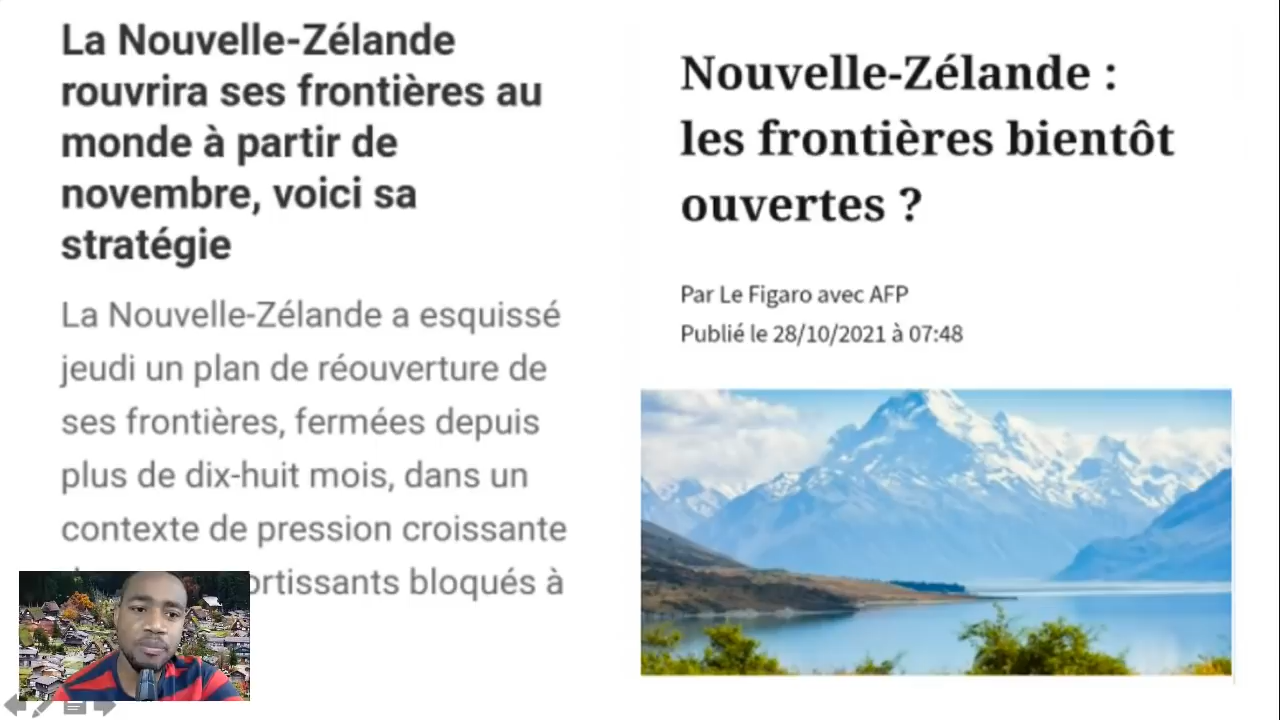 La Nouvelle-Zélande
rouvrira ses frontières au
monde à partir de
novembre, voici sa
stratégie
La Nouvelle-Zélande a esquissé
jeudi un plan de réouverture de
ses frontières, fermées depuis
plus de dix-huit mois, dans un
contexte de pression croissante
bloqués à
Nouvelle-Zélande :
les frontières bientôt
ouvertes ?
Par Le Figaro avec AFP
Publié le 28/10/2021 à 07:48